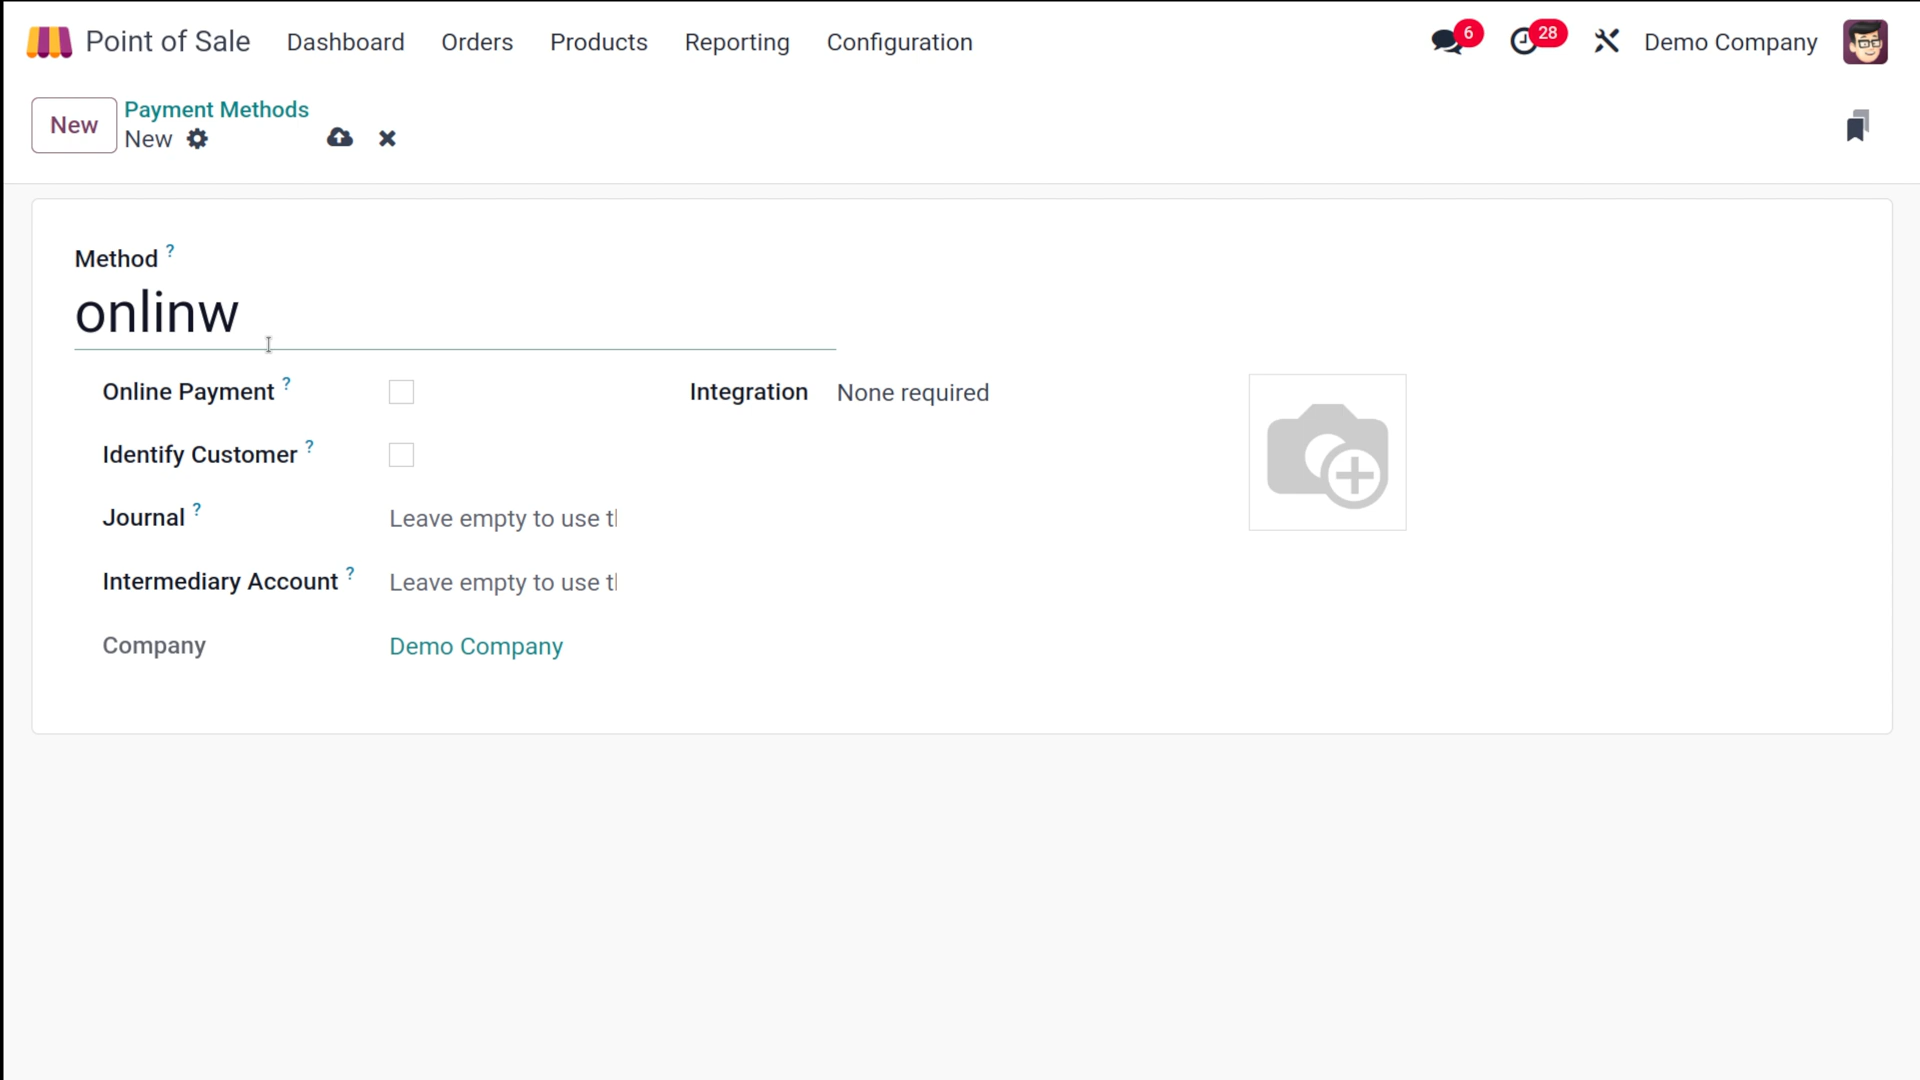 Point of Sale Dashboard Orders Products Reporting Configuration 6 28 Demo Company
New Payment Methods
New
Method ?
onlinw
Online Payment ? Integration None required
Identify Customer ?
Journal ? Leave empty to use tl
Intermediary Account ? Leave empty to use tl
Company Demo Company